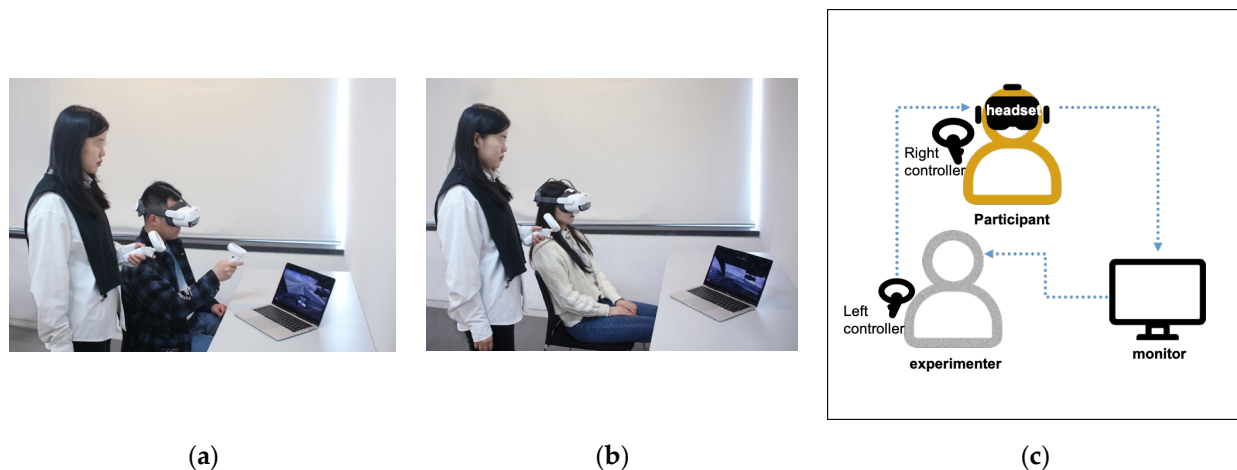 headset
Right
controller
Participant
Left
controller
experimenter
monitor
(a)
(b)
(c)